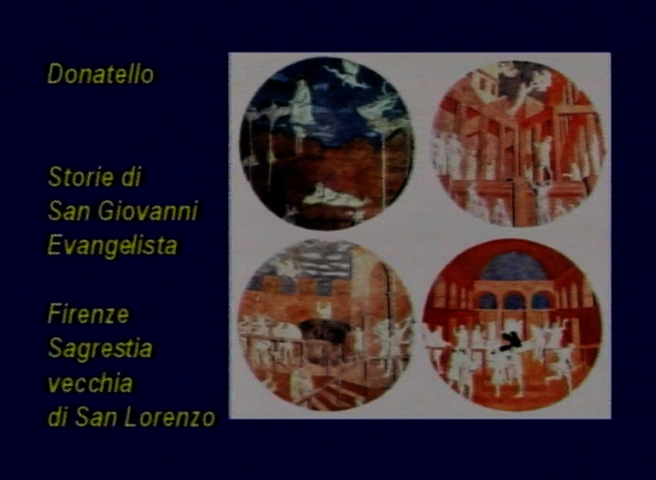 Donatello
Storie di
San Giovanni
Evangelista
Firenze
Sagrestia
vecchia
di San Lorenzo